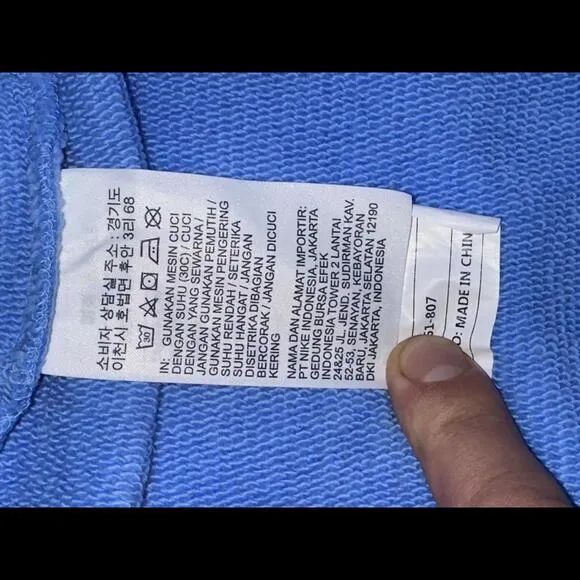 소비자 상담실 주소 : 경기도
이천시 호법면 후안 3리 68
30
IN: GUNAKAN MESIN CUCI
DENGAN SUHU (30C) / CUCI
DENGAN YANG SEWARNA /
JANGAN GUNAKAN PEMUTIH /
GUNAKAN MESIN PENGERING
SUHU RENDAH / SETERIKA
SUHU HANGAT / JANGAN
DISETRIKA DIBAGIAN
BERCORAK / JANGAN DICUCI
KERING
NAMA DAN ALAMAT IMPORTIR:
PT NIKE INDONESIA, JAKARTA
GEDUNG BURSA EFEK
INDONESIA TOWER 2 LANTAI
24&25 JL. JEND. SUDIRMAN KAV.
52-53, SENAYAN, KEBAYORAN
BARU, JAKARTA SELATAN 12190
DKI JAKARTA, INDONESIA
61-807
O: MADE IN CHIN